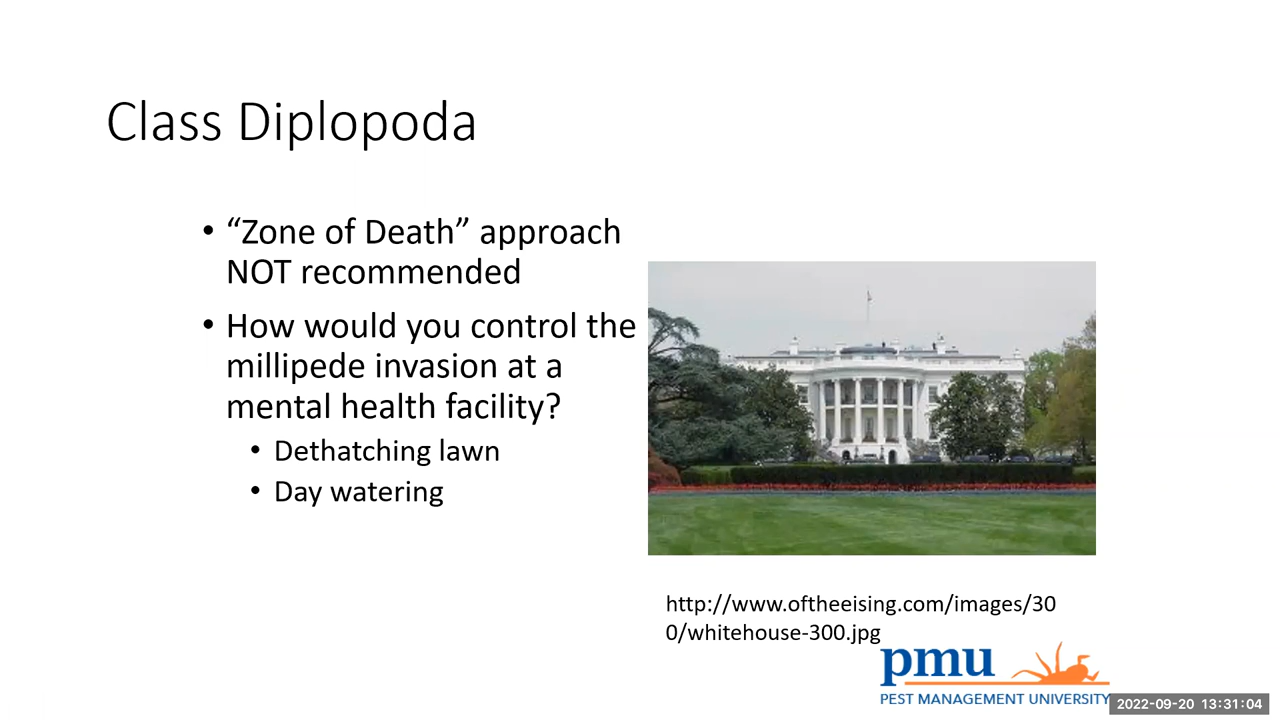 Class Diplopoda
• “Zone of Death” approach
NOT recommended
• How would you control the
millipede invasion at a
mental health facility?
• Dethatching lawn
• Day watering
http://www.oftheeising.com/images/30
0/whitehouse-300.jpg
pmu
PEST MANAGEMENT UNIVERSITY
2022-09-20 13:31:04